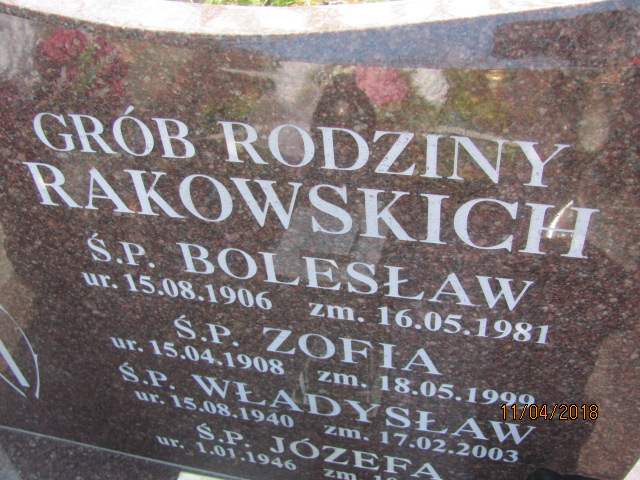 GRÓB RODZINY
RAKOWSKICH
Ś.P. BOLESŁAW
ur. 15.08.1906 zm. 16.05.1981
Ś.P. ZOFIA
ur. 15.04.1908 zm. 18.05.1999
Ś.P. WŁADYSŁAW
ur. 15.08.1940 zm. 17.02.2003
Ś.P. JÓZEFA
ur. 1.01.1946 zm.
11/04/2018